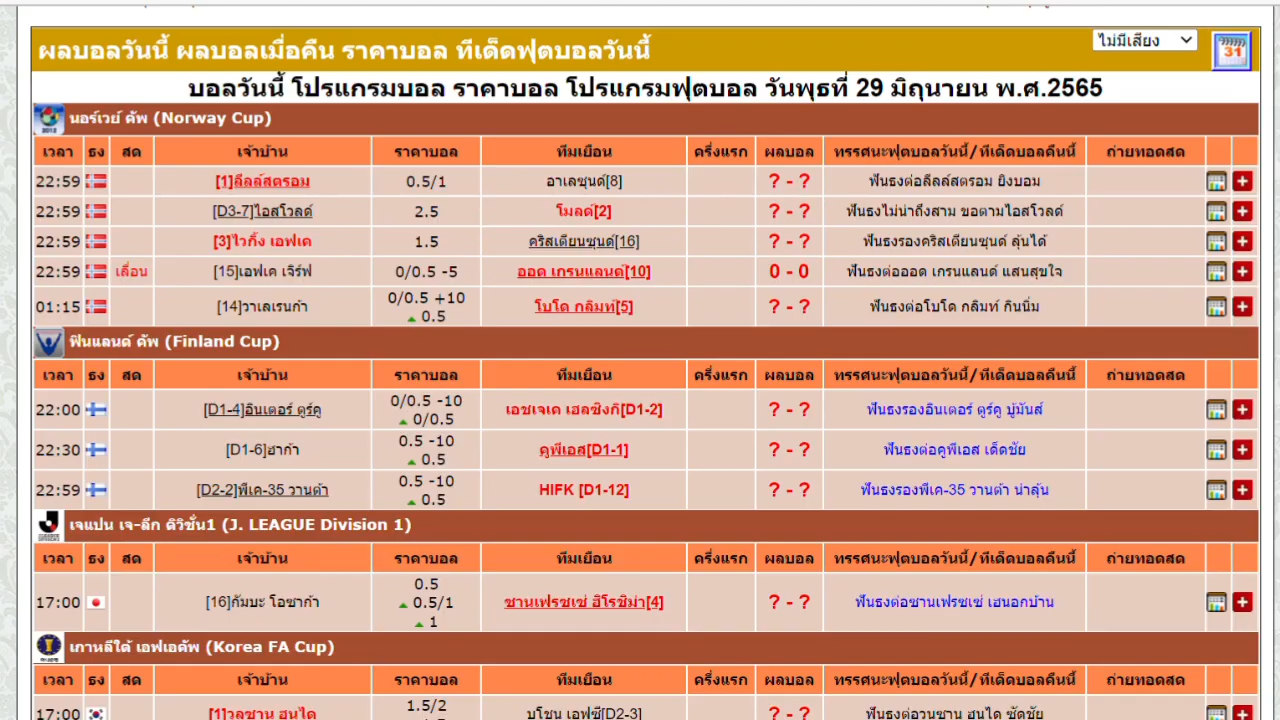 ผลบอลวันนี้ ผลบอลเมื่อคืน ราคาบอล ทีเด็ดฟุตบอลวันนี้ ไม่มีเสียง 31
บอลวันนี้ โปรแกรมบอล ราคาบอล โปรแกรมฟุตบอล วันพุธที่ 29 มิถุนายน พ.ศ.2565
นอร์เวย์ คัพ (Norway Cup)
เวลา ธง สด เจ้าบ้าน ราคาบอล ทีมเยือน ครึ่งแรก ผลบอล ทรรศนะฟุตบอลวันนี้/ทีเด็ดบอลคืนนี้ ถ่ายทอดสด
22:59 [1]ลีลล์สตรอม 0.5/1 อาเลซุนด์[8] ? - ? ฟันธงต่อลีลล์สตรอม ยิงบอม
22:59 [D3-7]ไอสโวลด์ 2.5 โมลด์[2] ? - ? ฟันธงไม่น่าถึงสาม ขอตามไอสโวลด์
22:59 [3]ไวกิ้ง เอฟเค 1.5 คริสเตียนซุนด์[16] ? - ? ฟันธงรองคริสเตียนซุนด์ ลุ้นได้
22:59 เลื่อน [15]เอฟเค เจิร์ฟ 0/0.5 -5 ออด เกรนแลนด์[10] 0 - 0 ฟันธงต่อออด เกรนแลนด์ แสนสุขใจ
01:15 [14]วาเลเรนก้า 0/0.5 +10 โบโด กลิมท์[5] ? - ? ฟันธงต่อโบโด กลิมท์ กินนิ่ม
0.5
ฟินแลนด์ คัพ (Finland Cup)
เวลา ธง สด เจ้าบ้าน ราคาบอล ทีมเยือน ครึ่งแรก ผลบอล ทรรศนะฟุตบอลวันนี้/ทีเด็ดบอลคืนนี้ ถ่ายทอดสด
22:00 [D1-4]อินเตอร์ ตูร์คู 0/0.5 -10 เอชเจเค เฮลซิงกิ[D1-2] ? - ? ฟันธงรองอินเตอร์ ตูร์คู บู๊มันส์
0/0.5
22:30 [D1-6]ฮาก้า 0.5 -10 คูพีเอส[D1-1] ? - ? ฟันธงต่อคูพีเอส เด็ดชัย
0.5
22:59 [D2-2]พีเค-35 วานต้า 0.5 -10 HIFK [D1-12] ? - ? ฟันธงรองพีเค-35 วานต้า น่าลุ้น
0.5
เจแปน เจ-ลีก ดิวิชั่น1 (J. LEAGUE Division 1)
เวลา ธง สด เจ้าบ้าน ราคาบอล ทีมเยือน ครึ่งแรก ผลบอล ทรรศนะฟุตบอลวันนี้/ทีเด็ดบอลคืนนี้ ถ่ายทอดสด
0.5
17:00 [16]กัมบะ โอซาก้า 0.5/1 ซานเฟรซเซ่ ฮิโรชิม่า[4] ? - ? ฟันธงต่อซานเฟรซเซ่ เฮนอกบ้าน
1
เกาหลีใต้ เอฟเอคัพ (Korea FA Cup)
เวลา ธง สด เจ้าบ้าน ราคาบอล ทีมเยือน ครึ่งแรก ผลบอล ทรรศนะฟุตบอลวันนี้/ทีเด็ดบอลคืนนี้ ถ่ายทอดสด
17:00 [1]วูลซาน ฮุนได 1.5/2 บูโชน เอฟซี[D2-3] ? - ? ฟันธงต่อวูนซาน ฮุนได ซัดชัย